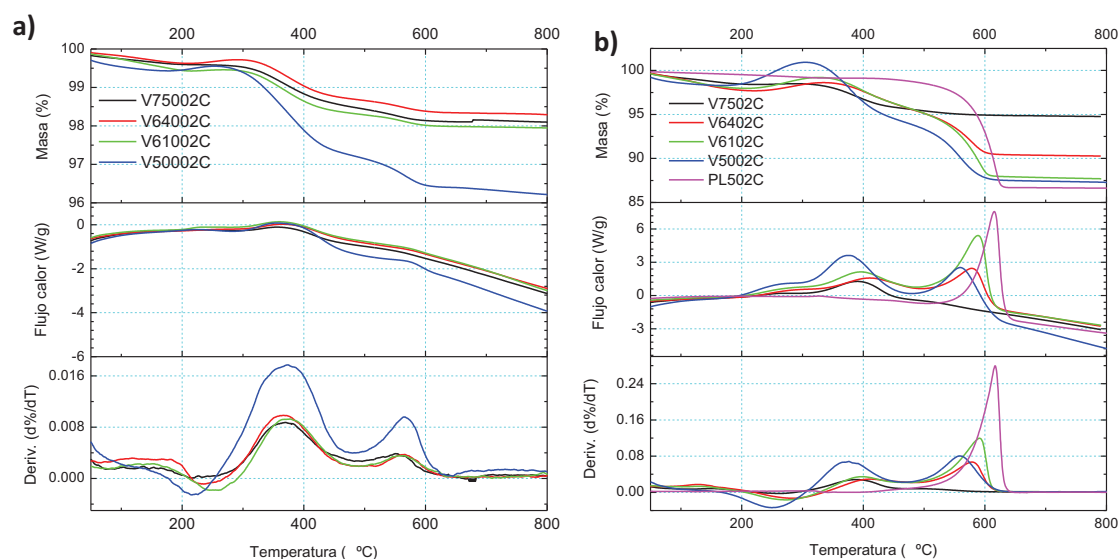 a)
200 400 600 800
100
99
98
97
96
Masa (%)
V75002C
V64002C
V61002C
V50002C
0
-2
-4
-6
Flujo calor (W/g)
0.016
0.008
0.000
Deriv. (d%/dT)
200 400 600 800
Temperatura ( ºC)
b)
200 400 600 800
100
95
90
85
Masa (%)
V7502C
V6402C
V6102C
V5002C
PL502C
6
3
0
-3
Flujo calor (W/g)
0.24
0.16
0.08
0.00
Deriv. (d%/dT)
200 400 600 800
Temperatura ( ºC)